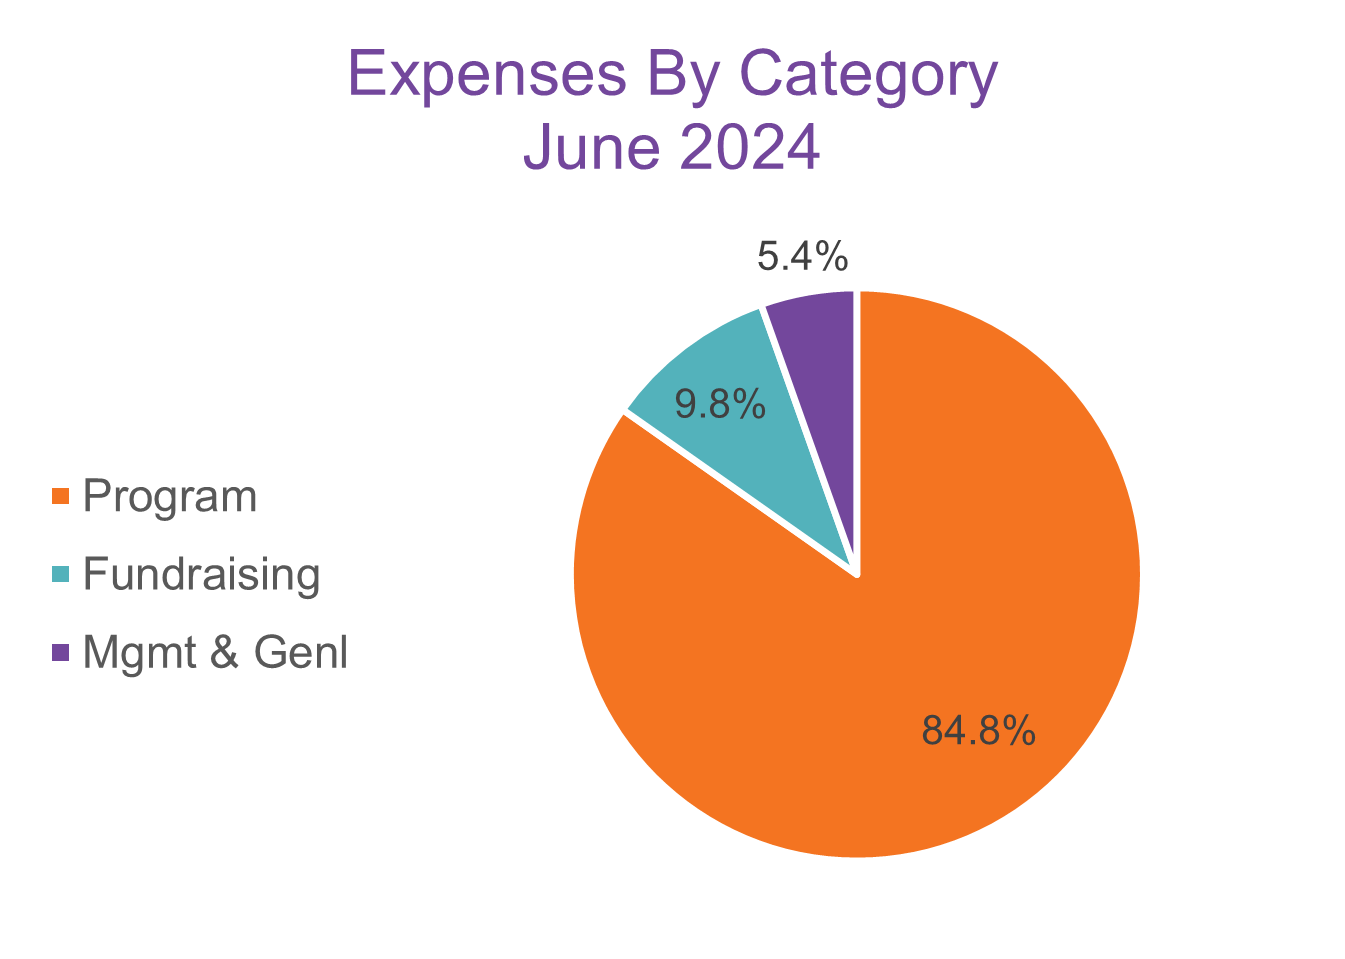 Expenses By Category
June 2024
5.4%
9.8%
Program
Fundraising
Mgmt & Genl
84.8%